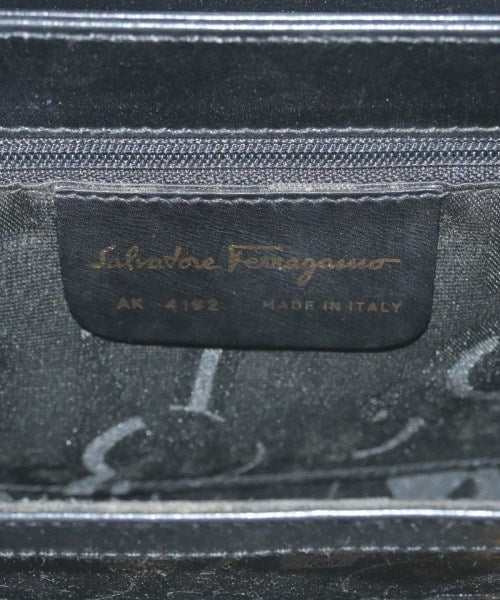 Salvatore Ferragamo
AK 4192 MADE IN ITALY